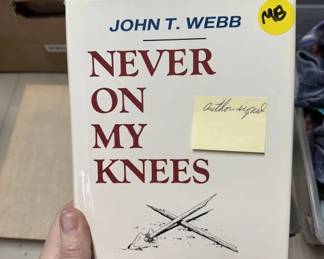 JOHN T. WEBB
MB
NEVER
ON
MY
KNEES
author signed